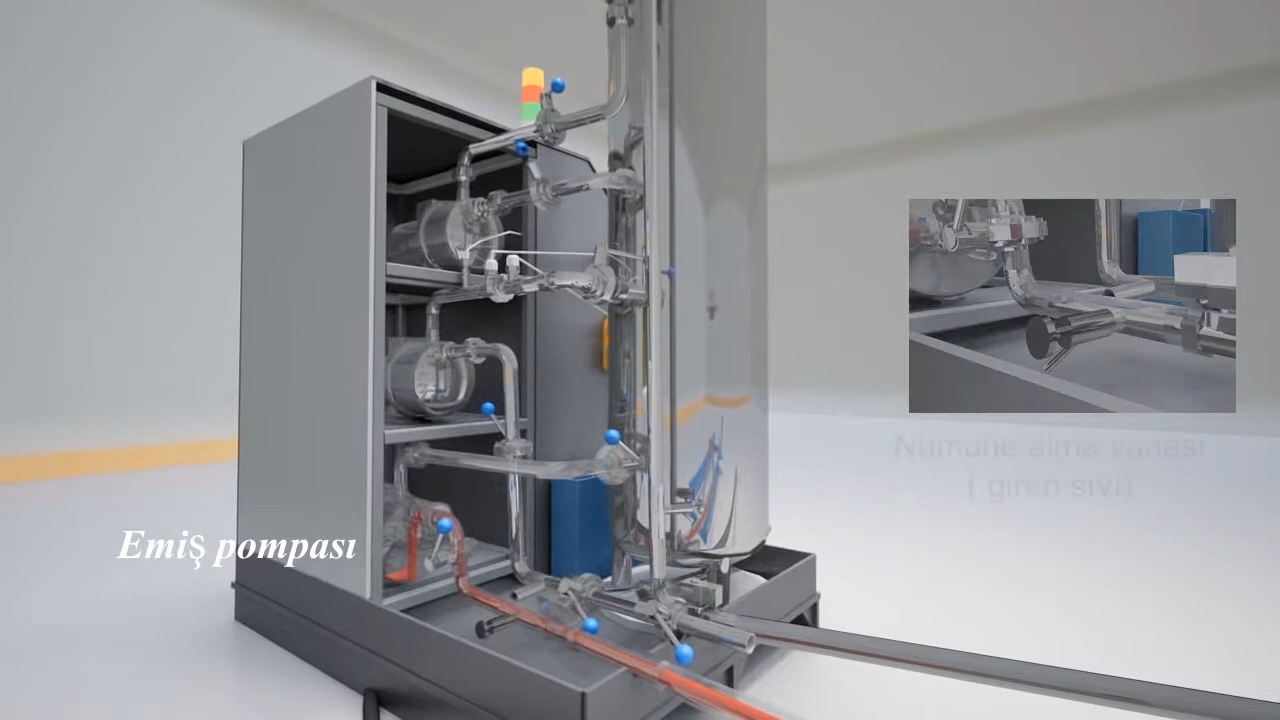 Emiş pompası
Numune alma vanası
( giren sıvı)